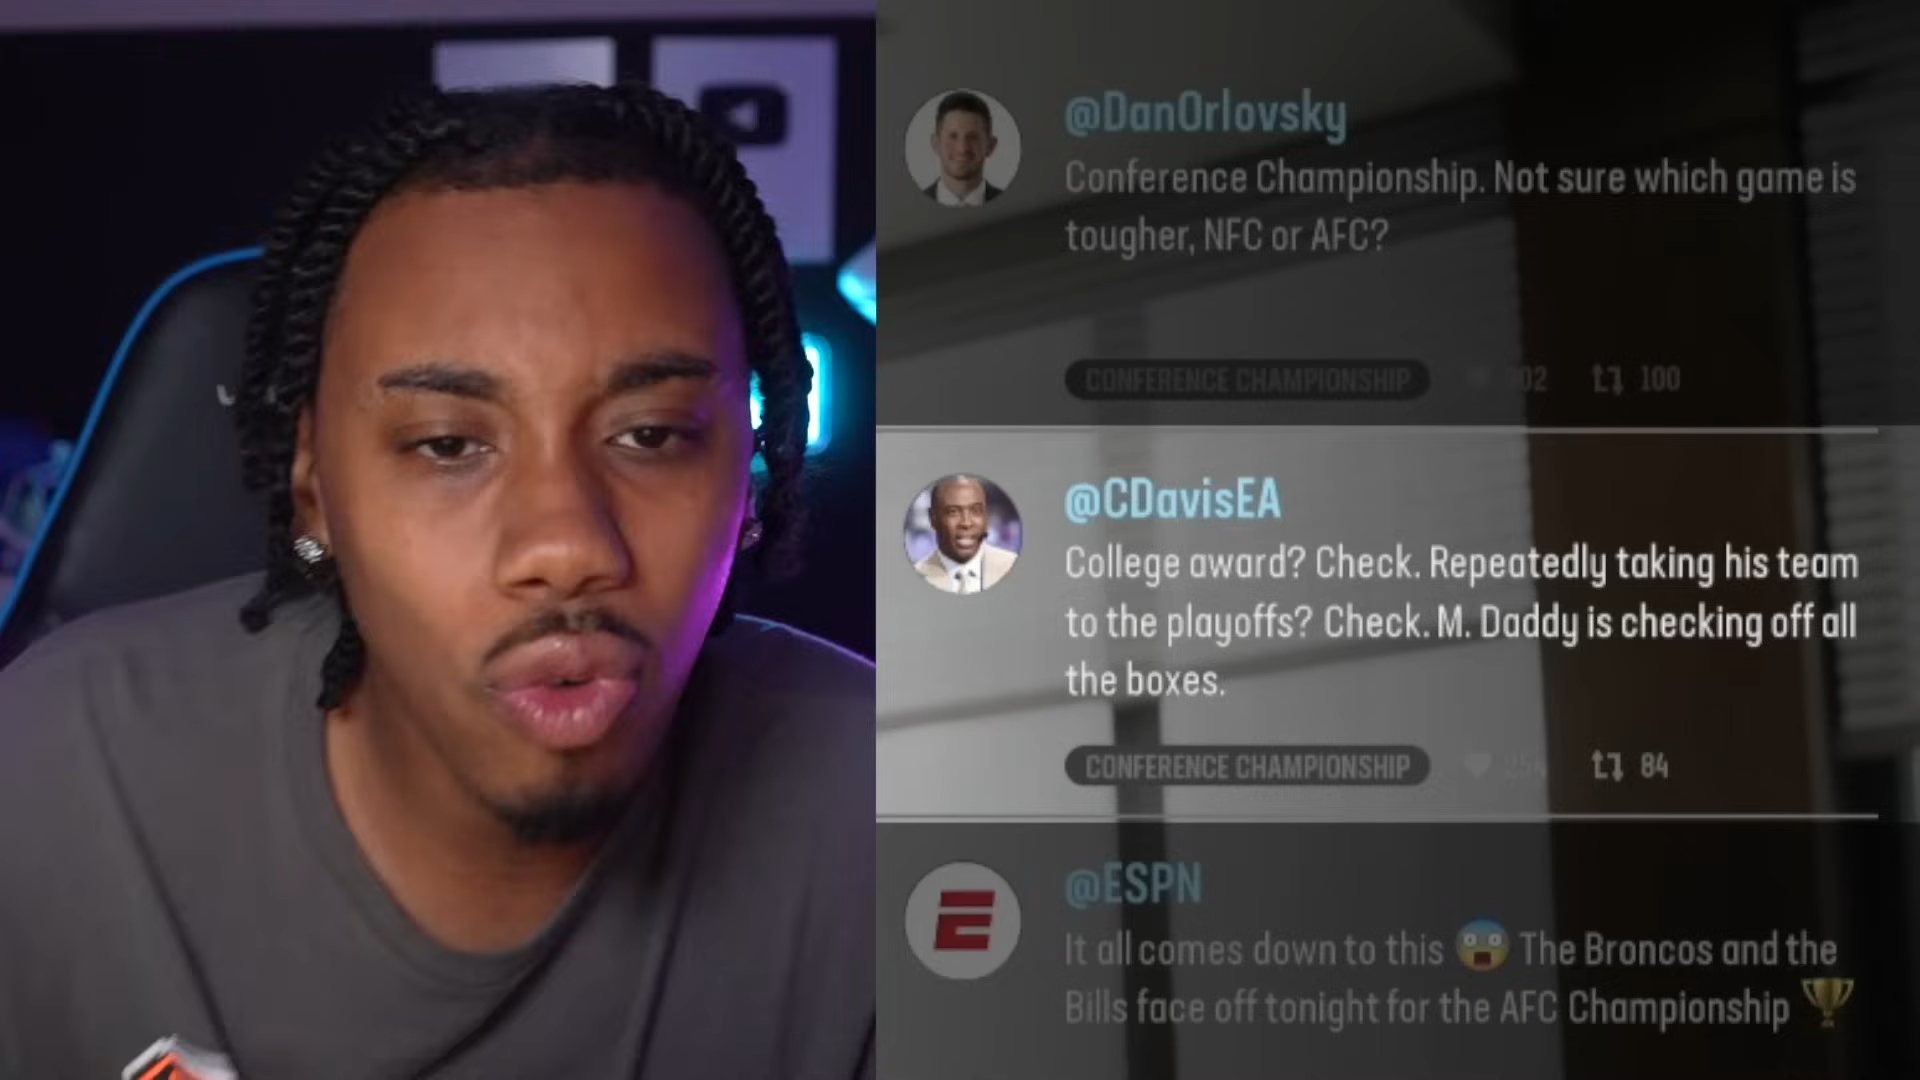 @DanOrlovsky
Conference Championship. Not sure which game is
tougher, NFC or AFC?
CONFERENCE CHAMPIONSHIP 100
@CDavisEA
College award? Check. Repeatedly taking his team
to the playoffs? Check. M. Daddy is checking off all
the boxes.
CONFERENCE CHAMPIONSHIP 84
@ESPN
It all comes down to this 😨 The Broncos and the
Bills face off tonight for the AFC Championship 🏆